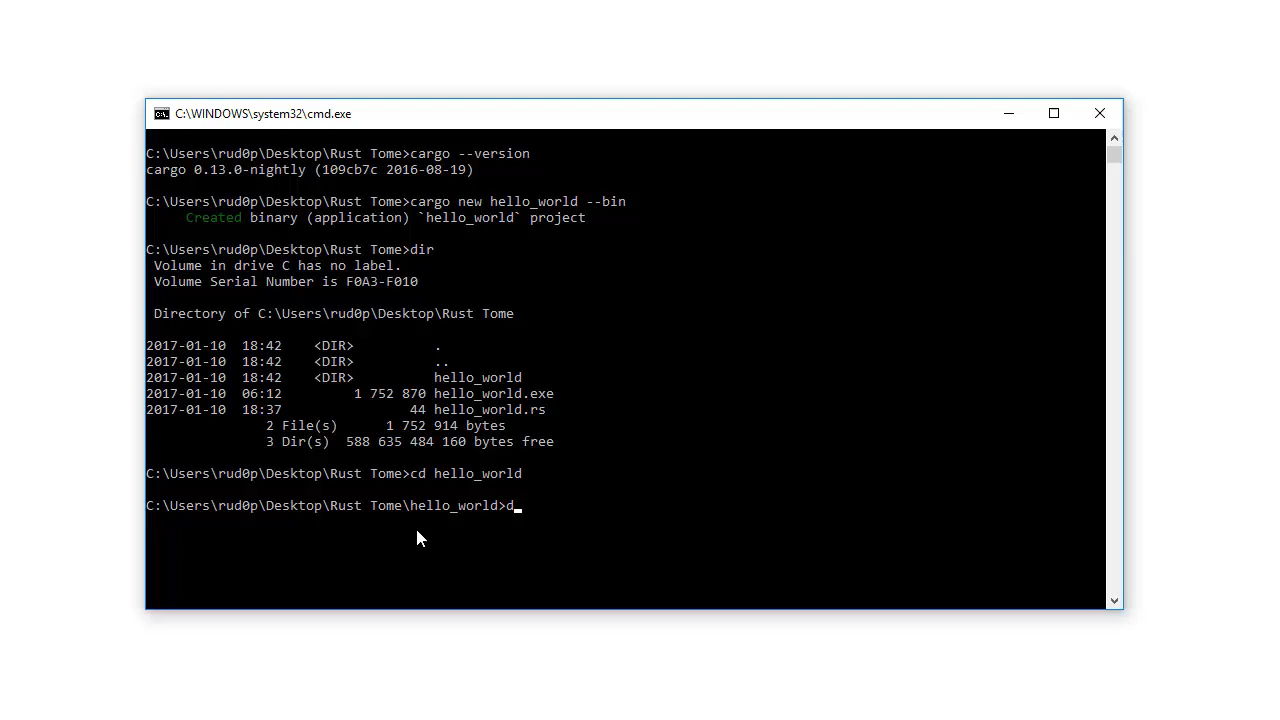 C:\WINDOWS\system32\cmd.exe
C:\Users\rud0p\Desktop\Rust Tome>cargo --version
cargo 0.13.0-nightly (109cb7c 2016-08-19)
C:\Users\rud0p\Desktop\Rust Tome>cargo new hello_world --bin
Created binary (application) `hello_world` project
C:\Users\rud0p\Desktop\Rust Tome>dir
Volume in drive C has no label.
Volume Serial Number is F0A3-F010
Directory of C:\Users\rud0p\Desktop\Rust Tome
2017-01-10 18:42 <DIR> .
2017-01-10 18:42 <DIR> ..
2017-01-10 18:42 <DIR> hello_world
2017-01-10 06:12 1 752 870 hello_world.exe
2017-01-10 18:37 44 hello_world.rs
2 File(s) 1 752 914 bytes
3 Dir(s) 588 635 484 160 bytes free
C:\Users\rud0p\Desktop\Rust Tome>cd hello_world
C:\Users\rud0p\Desktop\Rust Tome\hello_world>d